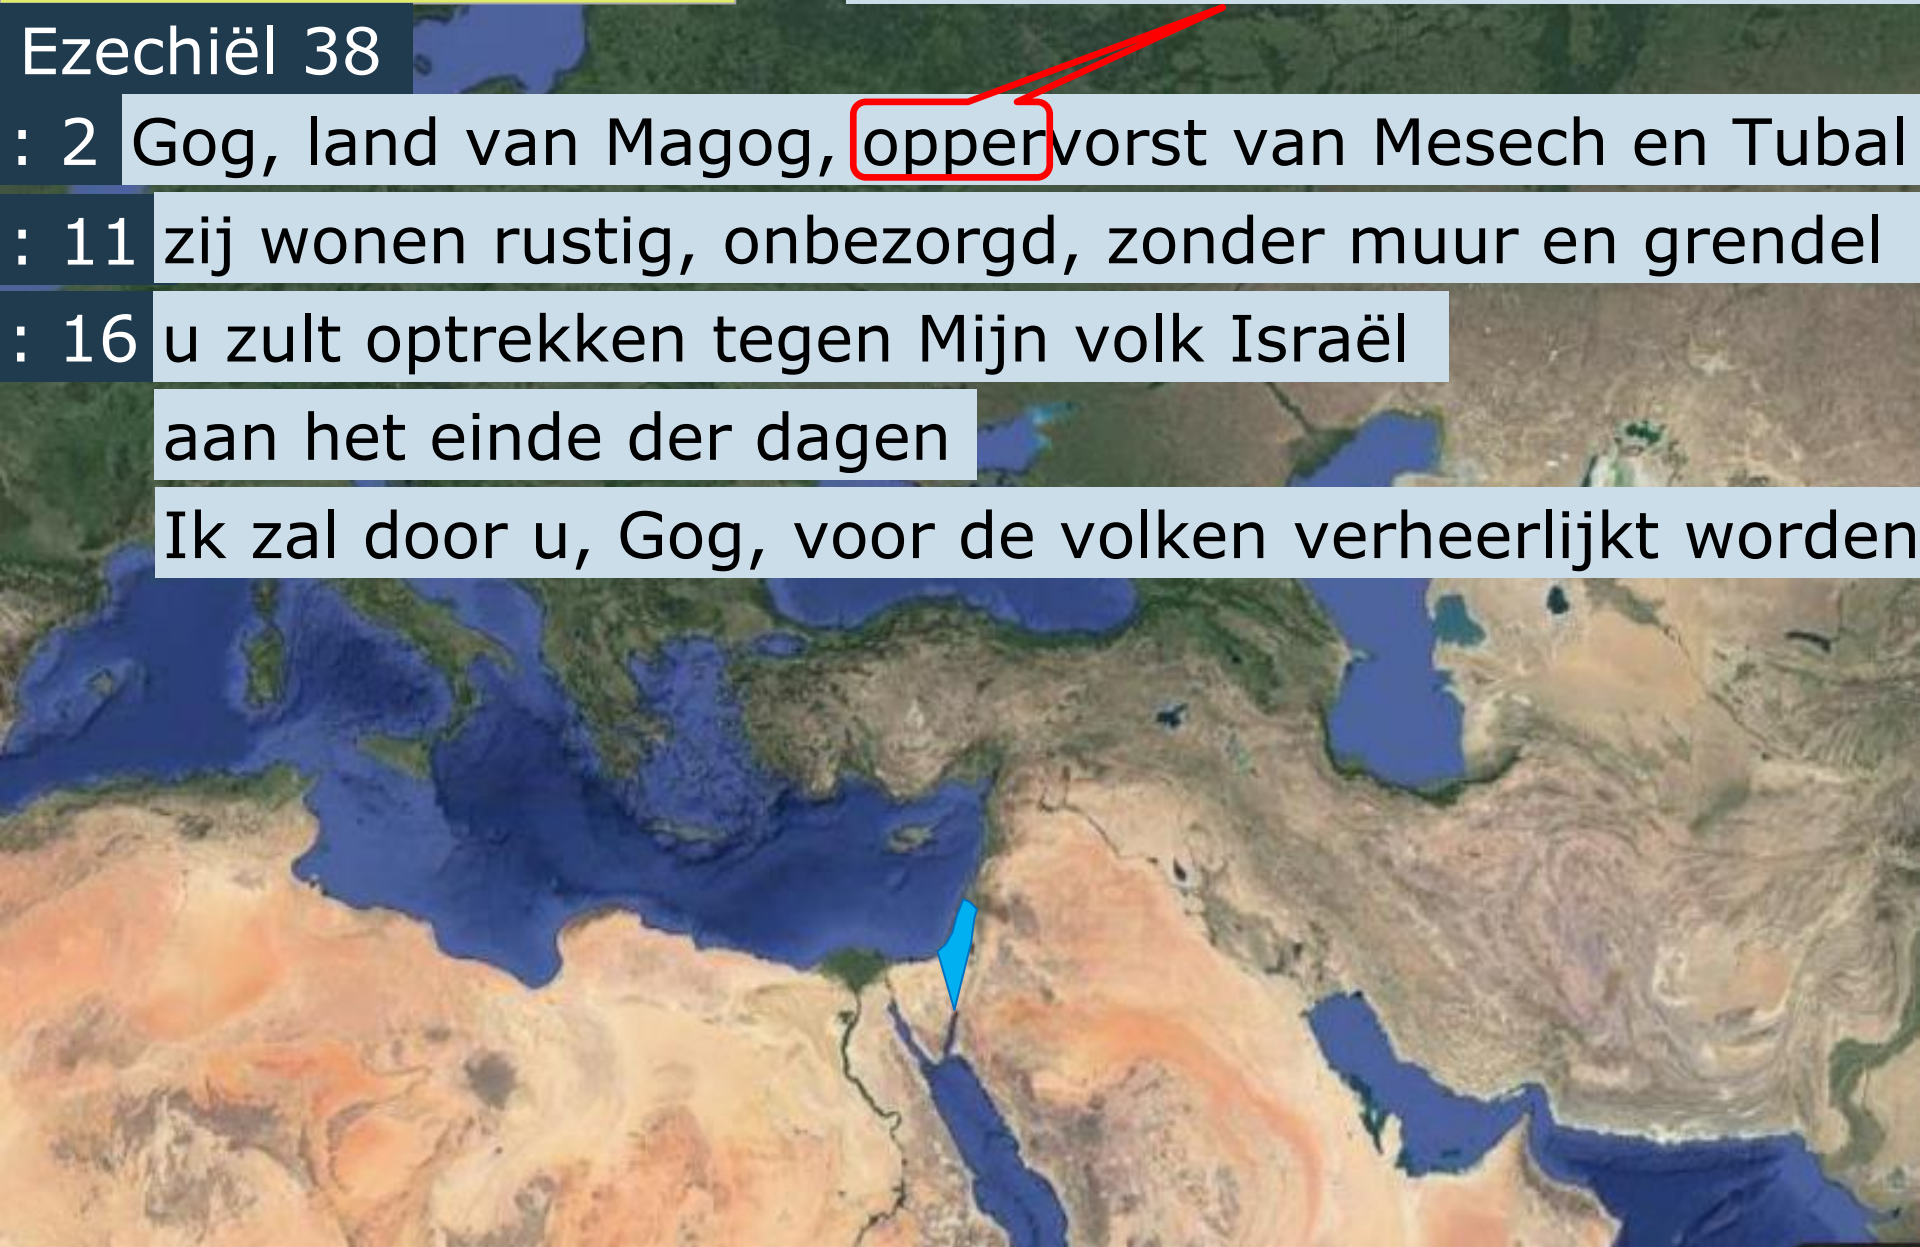 Ezechiël 38
: 2 Gog, land van Magog, oppervorst van Mesech en Tubal
: 11 zij wonen rustig, onbezorgd, zonder muur en grendel
: 16 u zult optrekken tegen Mijn volk Israël
aan het einde der dagen
Ik zal door u, Gog, voor de volken verheerlijkt worden